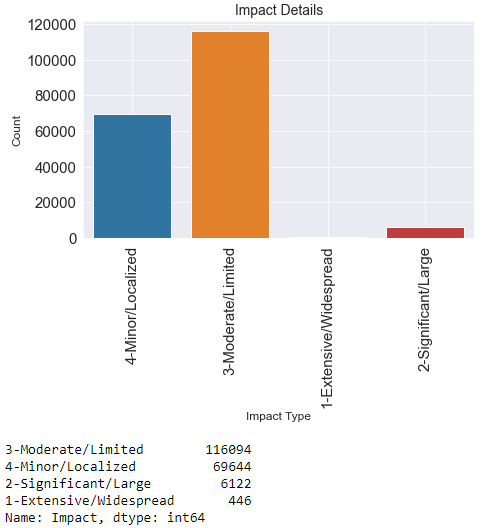 Impact Details
120000
100000
80000
60000
40000
20000
0
Count
4-Minor/Localized
3-Moderate/Limited
1-Extensive/Widespread
2-Significant/Large
Impact Type
3-Moderate/Limited 116094
4-Minor/Localized 69644
2-Significant/Large 6122
1-Extensive/Widespread 446
Name: Impact, dtype: int64